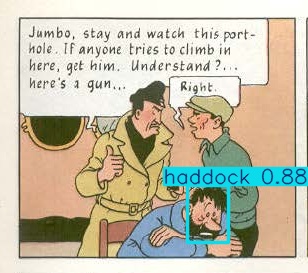 Jumbo, stay and watch this port-
hole. If anyone tries to climb in
here, get him. Understand?...
here's a gun...
Right.
haddock 0.88